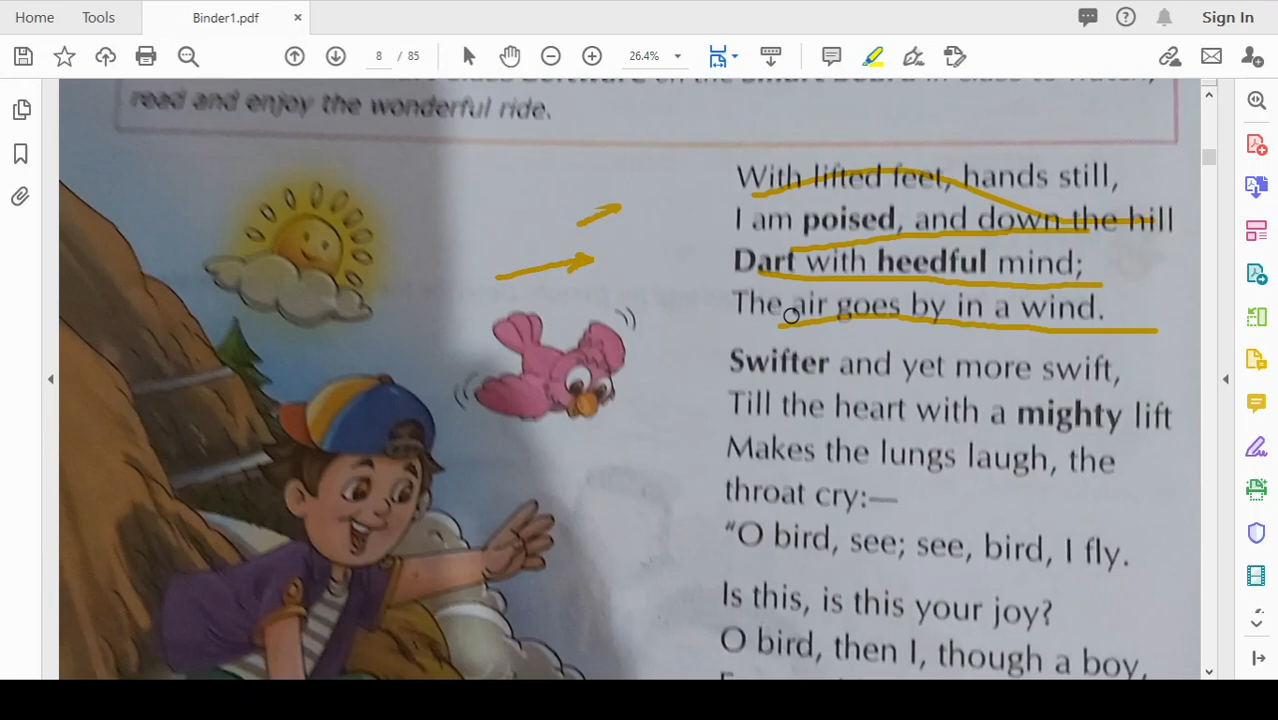 Home
Tools
Binder1.pdf
×
Sign In
8 / 85
26.4%
read and enjoy the wonderful ride.
With lifted feet, hands still,
I am poised, and down the hill
Dart with heedful mind;
The air goes by in a wind.
Swifter and yet more swift,
Till the heart with a mighty lift
Makes the lungs laugh, the
throat cry:—
"O bird, see; see, bird, I fly.
Is this, is this your joy?
O bird, then I, though a boy,